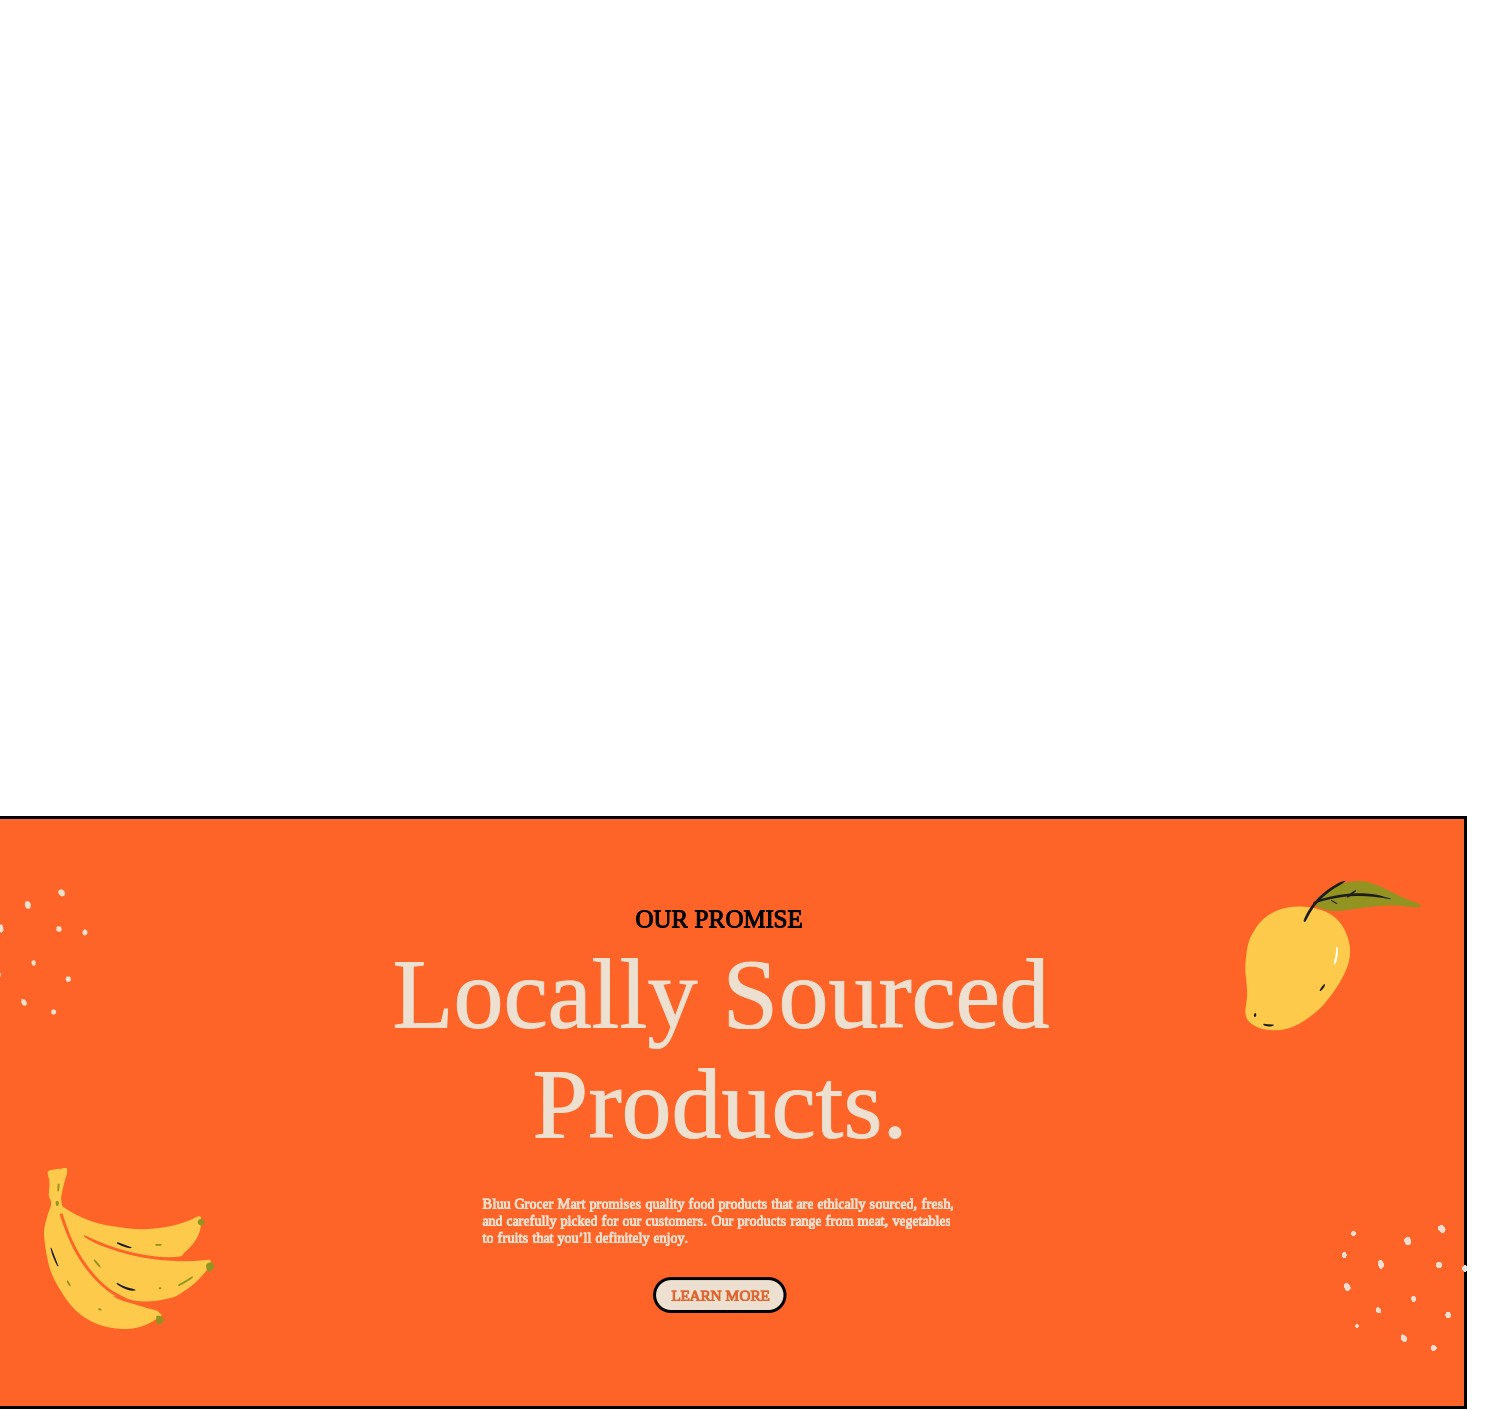 OUR PROMISE
Locally Sourced
Products.
Bluu Grocer Mart promises quality food products that are ethically sourced, fresh,
and carefully picked for our customers. Our products range from meat, vegetables
to fruits that you’ll definitely enjoy.
LEARN MORE